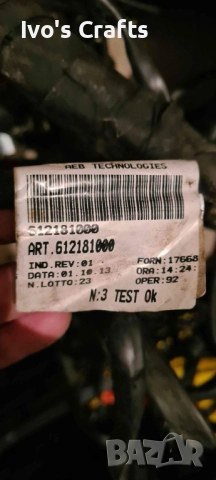 Ivo's Crafts
AEB TECHNOLOGIES
612181000
ART.612181000
IND.REV:01 FORN:17668
DATA:01.10.13 ORA:14:24:
N.LOTTO:23 OPER:92
N:3 TEST Ok
BAZAR